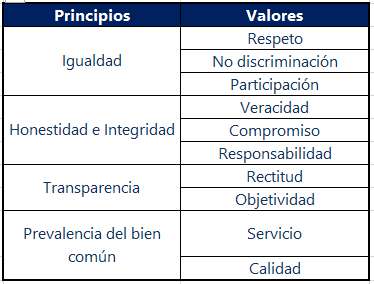 Principios Valores
Igualdad
Respeto
No discriminación
Participación
Honestidad e Integridad
Veracidad
Compromiso
Responsabilidad
Transparencia
Rectitud
Objetividad
Prevalencia del bien
común
Servicio
Calidad